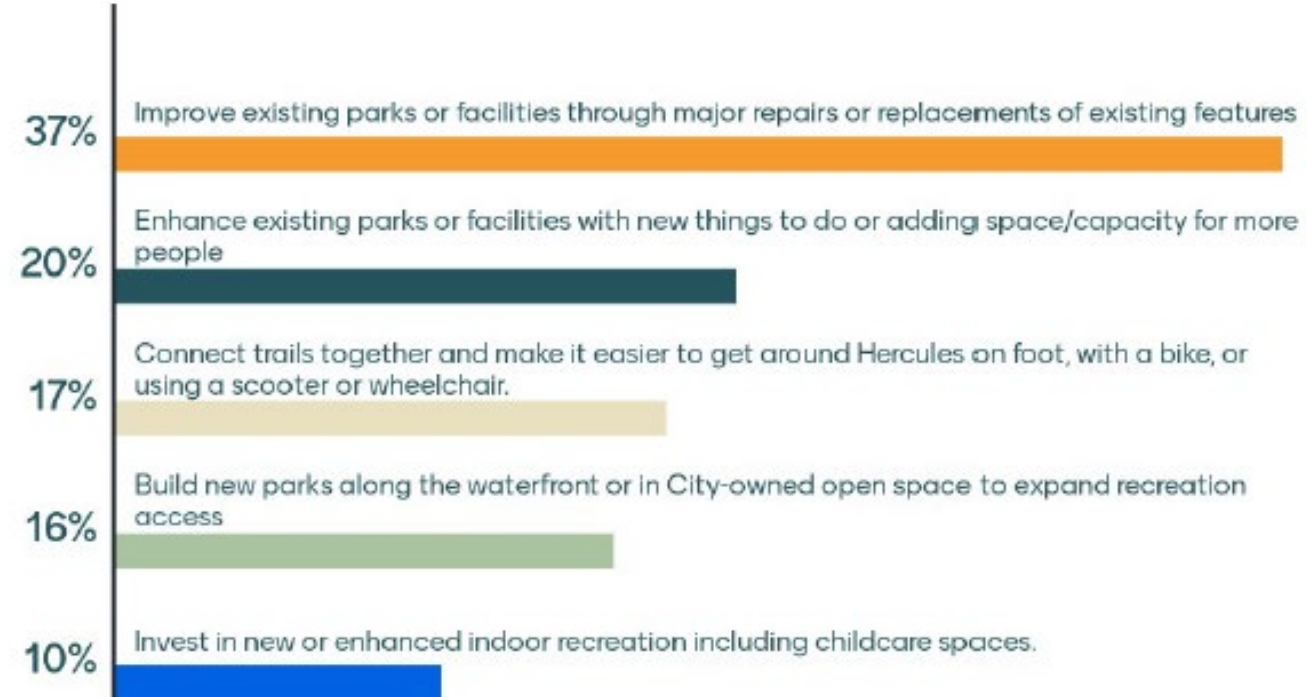 37%
Improve existing parks or facilities through major repairs or replacements of existing features
20%
Enhance existing parks or facilities with new things to do or adding space/capacity for more
people
17%
Connect trails together and make it easier to get around Hercules on foot, with a bike, or
using a scooter or wheelchair.
16%
Build new parks along the waterfront or in City-owned open space to expand recreation
access
10%
Invest in new or enhanced indoor recreation including childcare spaces.